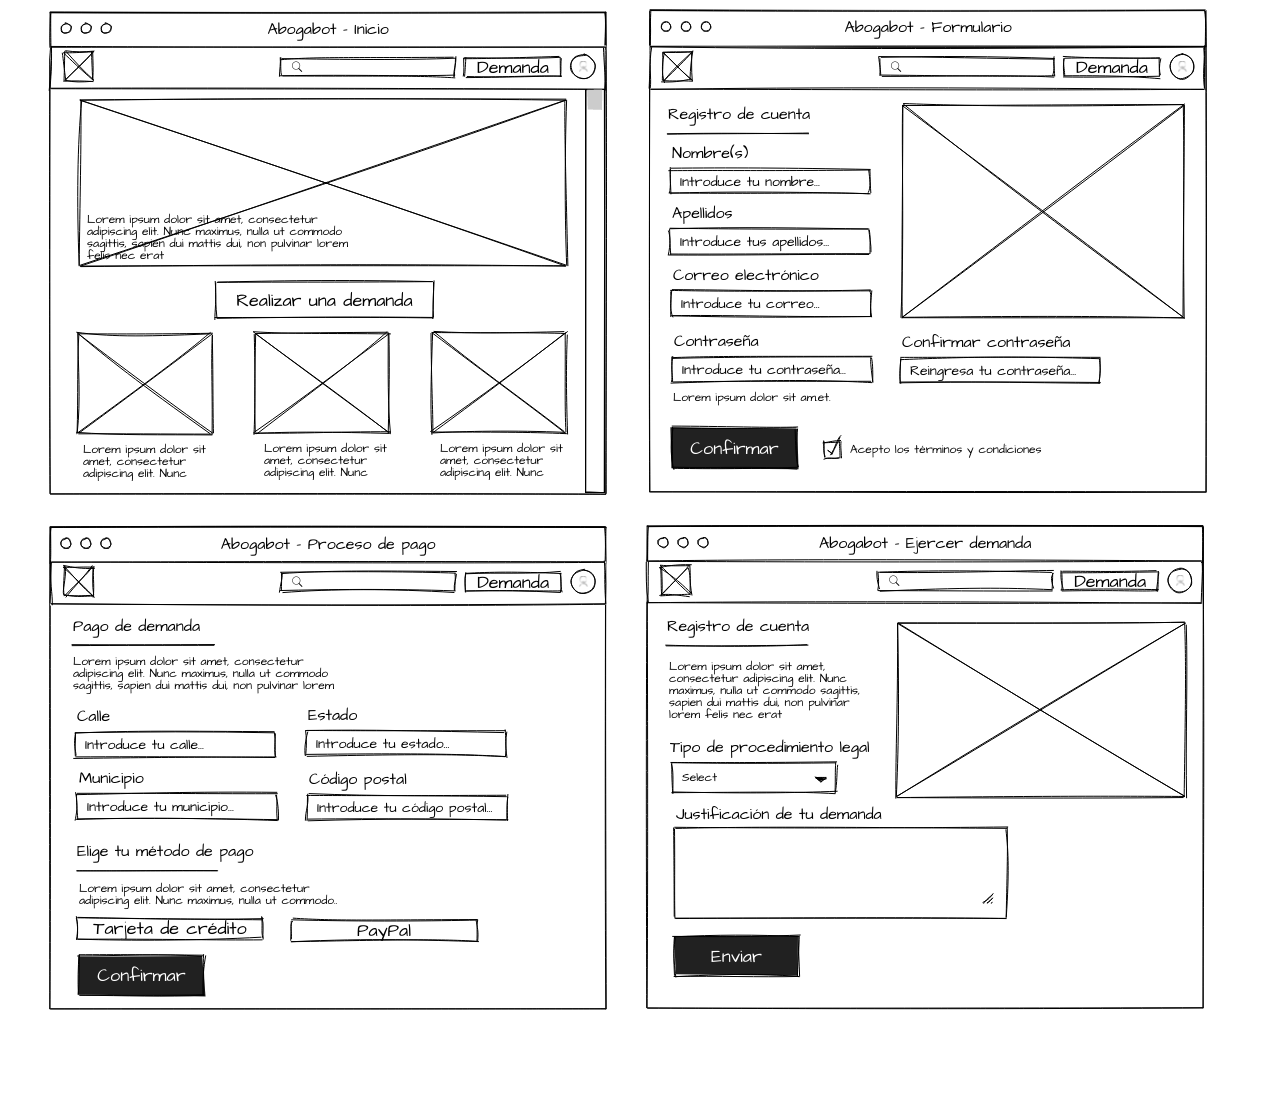 Abogabot - Inicio
Demanda
Lorem ipsum dolor sit amet, consectetur
adipiscing elit. Nunc maximus, nulla ut commodo
sagittis, sapien dui mattis dui, non pulvinar lorem
felis nec erat
Realizar una demanda
Lorem ipsum dolor sit
amet, consectetur
adipiscing elit. Nunc
Lorem ipsum dolor sit
amet, consectetur
adipiscing elit. Nunc
Lorem ipsum dolor sit
amet, consectetur
adipiscing elit. Nunc
Abogabot - Formulario
Demanda
Registro de cuenta
Nombre(s)
Introduce tu nombre...
Apellidos
Introduce tus apellidos...
Correo electrónico
Introduce tu correo...
Contraseña
Introduce tu contraseña...
Lorem ipsum dolor sit amet.
Confirmar contraseña
Reingresa tu contraseña...
Confirmar
Acepto los términos y condiciones
Abogabot - Proceso de pago
Demanda
Pago de demanda
Lorem ipsum dolor sit amet, consectetur
adipiscing elit. Nunc maximus, nulla ut commodo
sagittis, sapien dui mattis dui, non pulvinar lorem
Calle
Introduce tu calle...
Estado
Introduce tu estado...
Municipio
Introduce tu municipio...
Código postal
Introduce tu código postal...
Elige tu método de pago
Lorem ipsum dolor sit amet, consectetur
adipiscing elit. Nunc maximus, nulla ut commodo..
Tarjeta de crédito
PayPal
Confirmar
Abogabot - Ejercer demanda
Demanda
Registro de cuenta
Lorem ipsum dolor sit amet,
consectetur adipiscing elit. Nunc
maximus, nulla ut commodo sagittis,
sapien dui mattis dui, non pulvinar
lorem felis nec erat
Tipo de procedimiento legal
Select
Justificación de tu demanda
Enviar